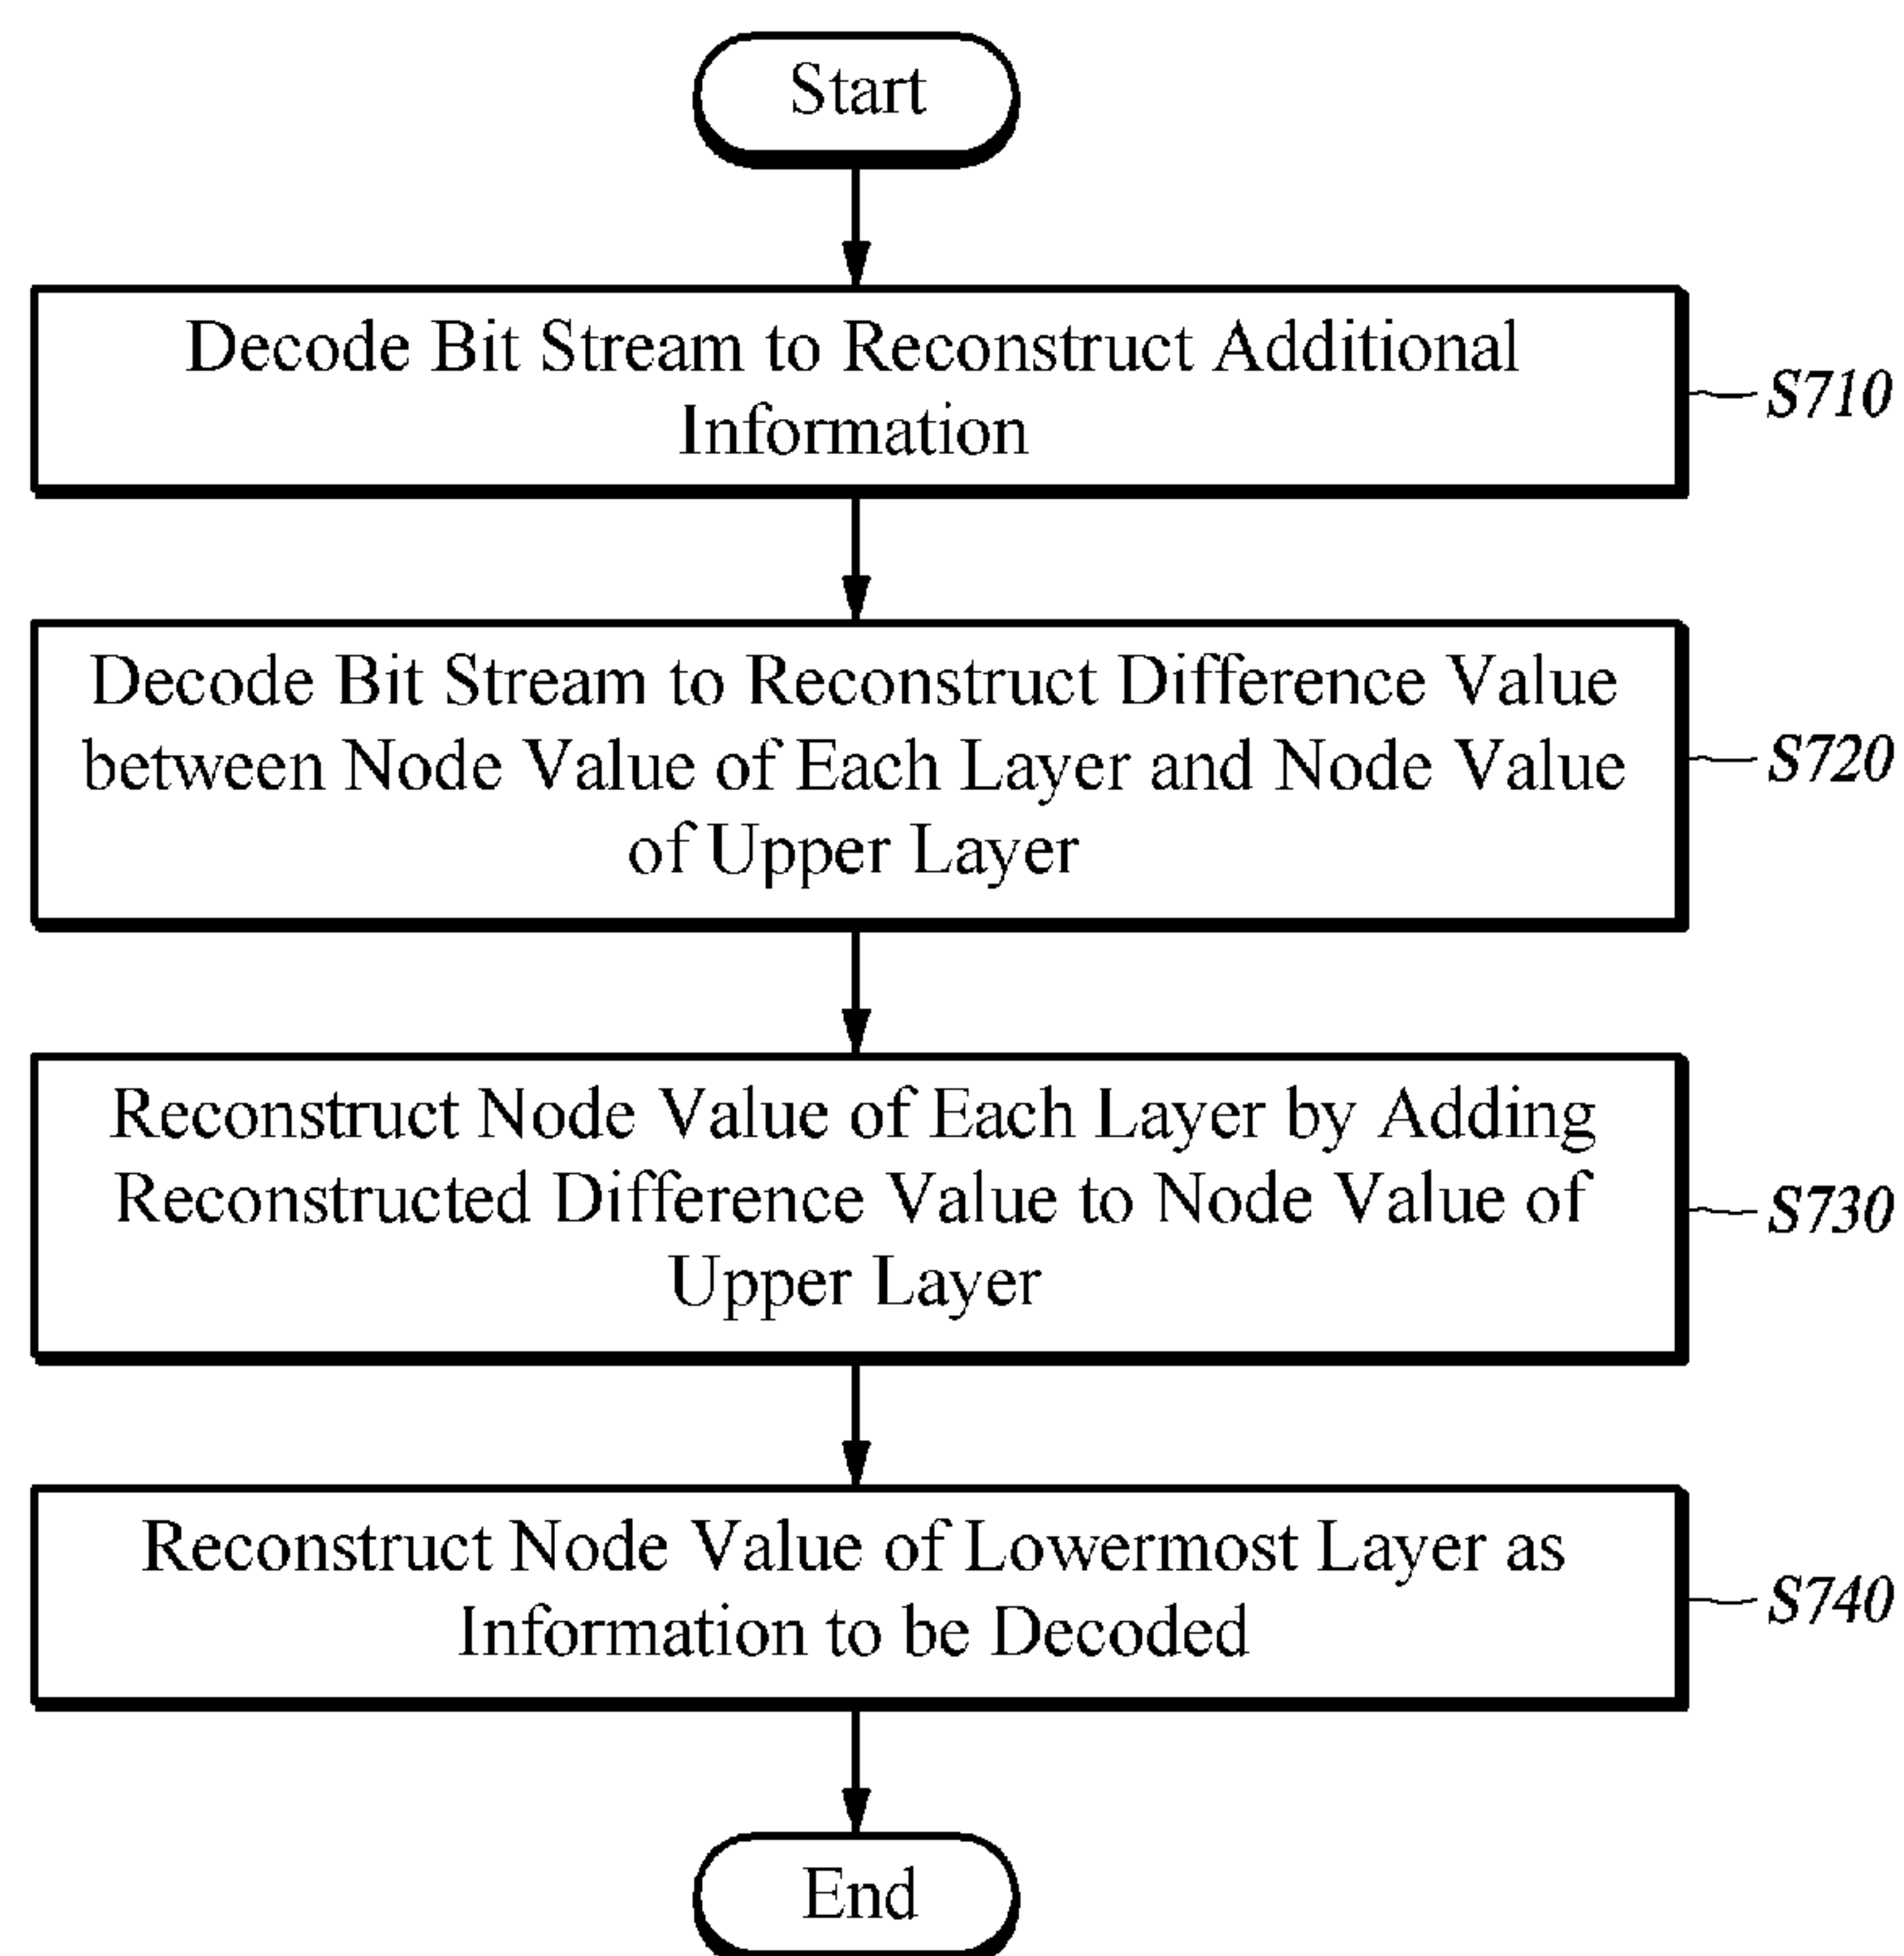 Start
Decode Bit Stream to Reconstruct Additional
Information
S710
Decode Bit Stream to Reconstruct Difference Value
between Node Value of Each Layer and Node Value
of Upper Layer
S720
Reconstruct Node Value of Each Layer by Adding
Reconstructed Difference Value to Node Value of
Upper Layer
S730
Reconstruct Node Value of Lowermost Layer as
Information to be Decoded
S740
End